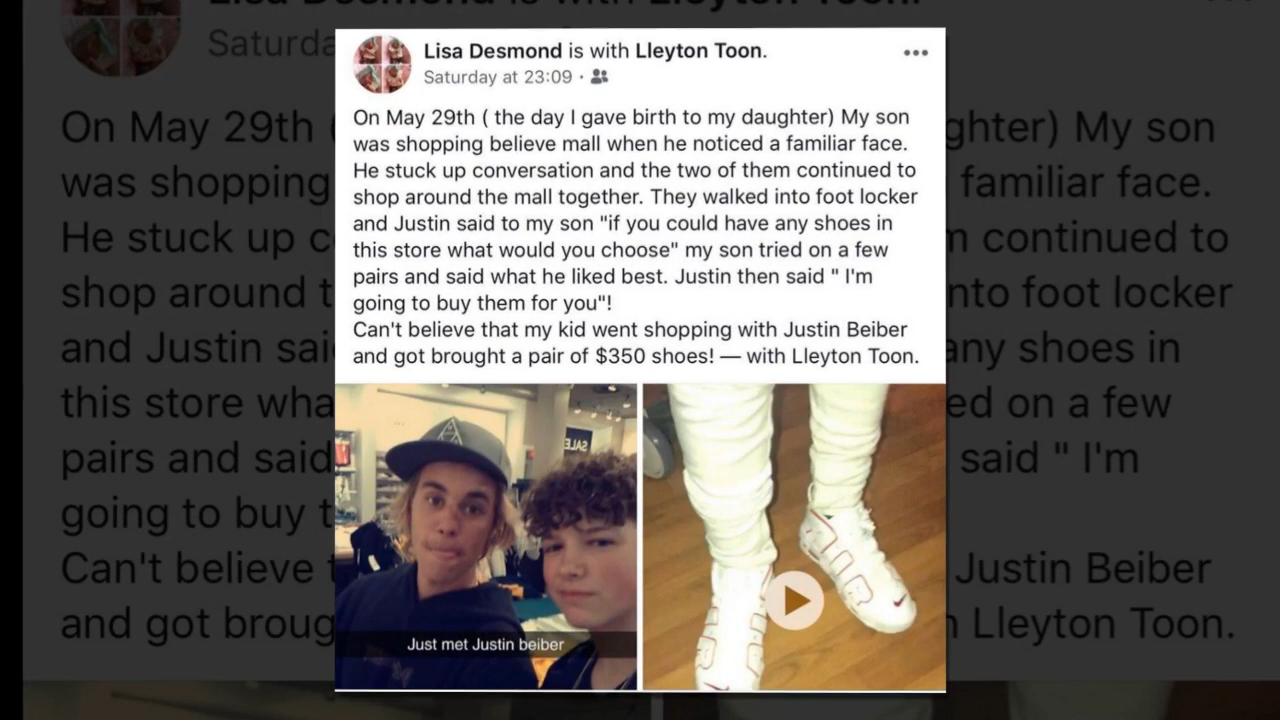 Lisa Desmond is with Lleyton Toon.
Saturday at 23:09 ·
On May 29th ( the day I gave birth to my daughter) My son
was shopping believe mall when he noticed a familiar face.
He stuck up conversation and the two of them continued to
shop around the mall together. They walked into foot locker
and Justin said to my son "if you could have any shoes in
this store what would you choose" my son tried on a few
pairs and said what he liked best. Justin then said " I'm
going to buy them for you"!
Can't believe that my kid went shopping with Justin Beiber
and got brought a pair of $350 shoes! — with Lleyton Toon.
SALE
Just met Justin beiber
AIR